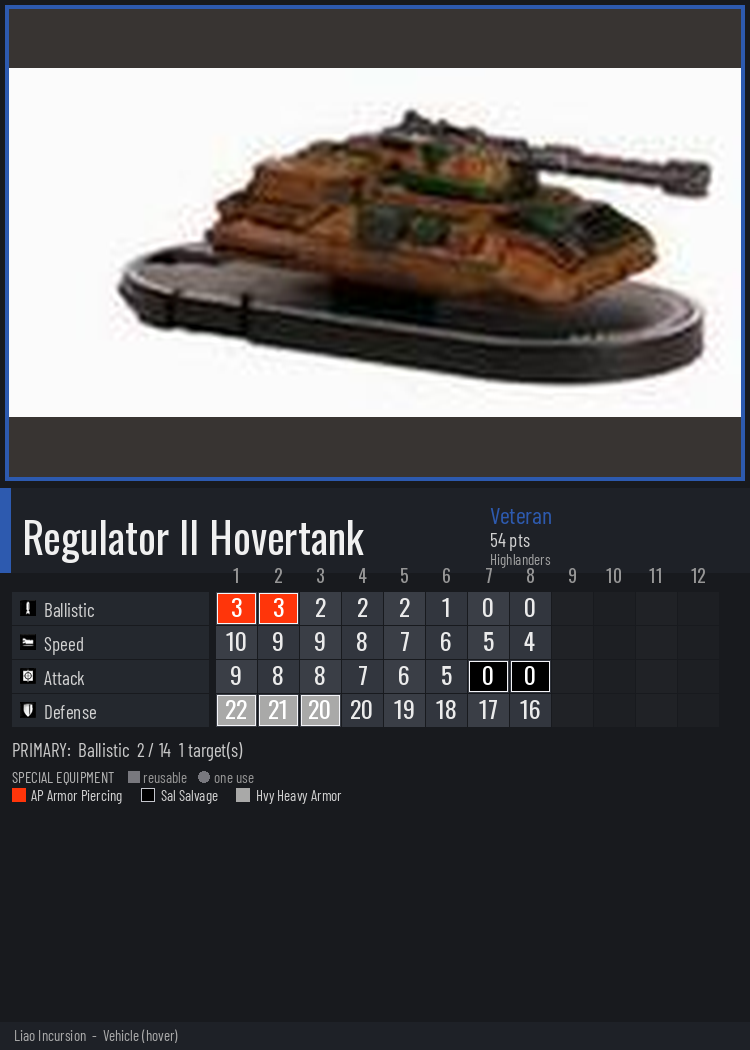 Regulator II Hovertank
Veteran
54 pts
Highlanders
1 2 3 4 5 6 7 8 9 10 11 12
Ballistic 3 3 2 2 2 1 0 0
Speed 10 9 9 8 7 6 5 4
Attack 9 8 8 7 6 5 0 0
Defense 22 21 20 20 19 18 17 16
PRIMARY: Ballistic 2 / 14 1 target(s)
SPECIAL EQUIPMENT reusable one use
AP Armor Piercing Sal Salvage Hvy Heavy Armor
Liao Incursion - Vehicle (hover)